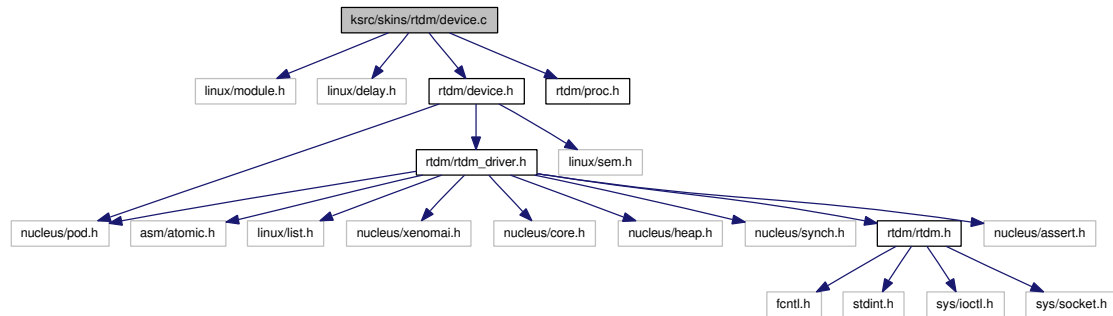 ksrc/skins/rtdm/device.c
linux/module.h
linux/delay.h
rtdm/device.h
rtdm/proc.h
rtdm/rtdm_driver.h
linux/sem.h
nucleus/pod.h
asm/atomic.h
linux/list.h
nucleus/xenomai.h
nucleus/core.h
nucleus/heap.h
nucleus/synch.h
rtdm/rtdm.h
nucleus/assert.h
fcntl.h
stdint.h
sys/ioctl.h
sys/socket.h